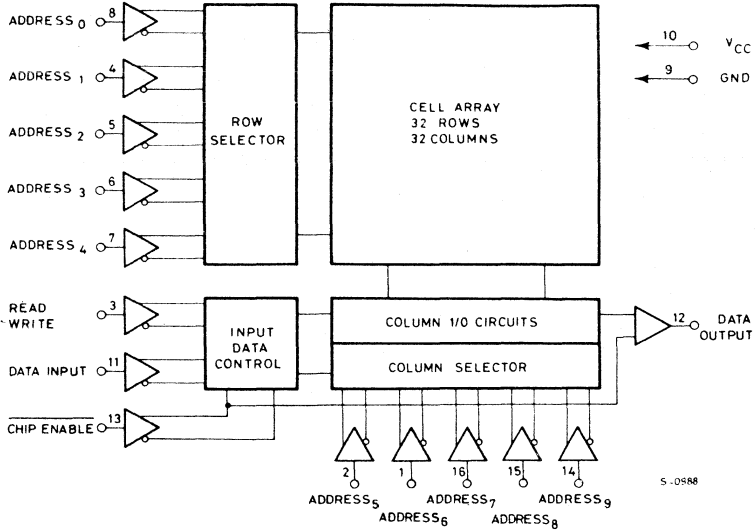 ADDRESS 0 8
ADDRESS 1 4
ADDRESS 2 5
ADDRESS 3 6
ADDRESS 4 7
ROW
SELECTOR
CELL ARRAY
32 ROWS
32 COLUMNS
10 VCC
9 GND
READ
WRITE
3
DATA INPUT 11
CHIP ENABLE 13
INPUT
DATA
CONTROL
COLUMN I/O CIRCUITS
COLUMN SELECTOR
12 DATA
OUTPUT
2 1 16 15 14
ADDRESS5
ADDRESS6
ADDRESS7
ADDRESS8
ADDRESS9
S-0988